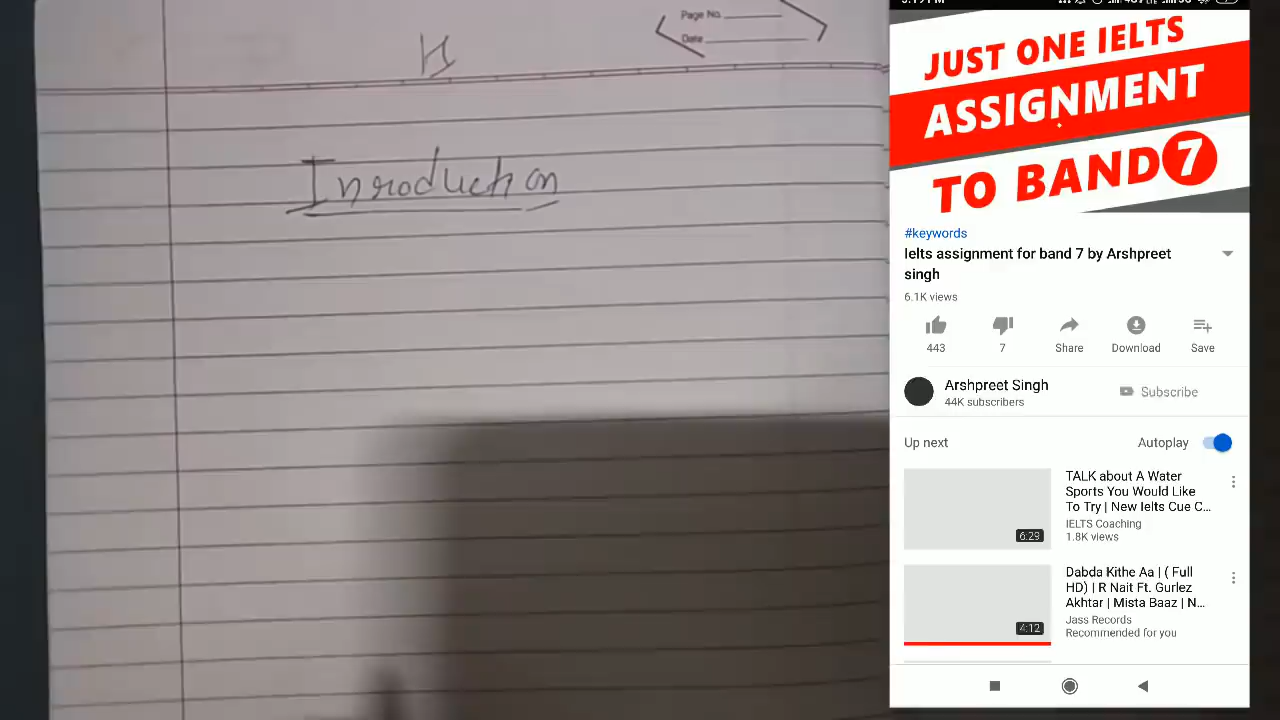 Page No.
Date
Inroduction
JUST ONE IELTS
ASSIGNMENT
TO BAND 7
#keywords
Ielts assignment for band 7 by Arshpreet
singh
6.1K views
443
7
Share
Download
Save
Arshpreet Singh
44K subscribers
Subscribe
Up next
Autoplay
TALK about A Water
Sports You Would Like
To Try | New Ielts Cue C...
IELTS Coaching
1.8K views
6:29
Dabda Kithe Aa | ( Full
HD) | R Nait Ft. Gurlez
Akhtar | Mista Baaz | N...
Jass Records
Recommended for you
4:12